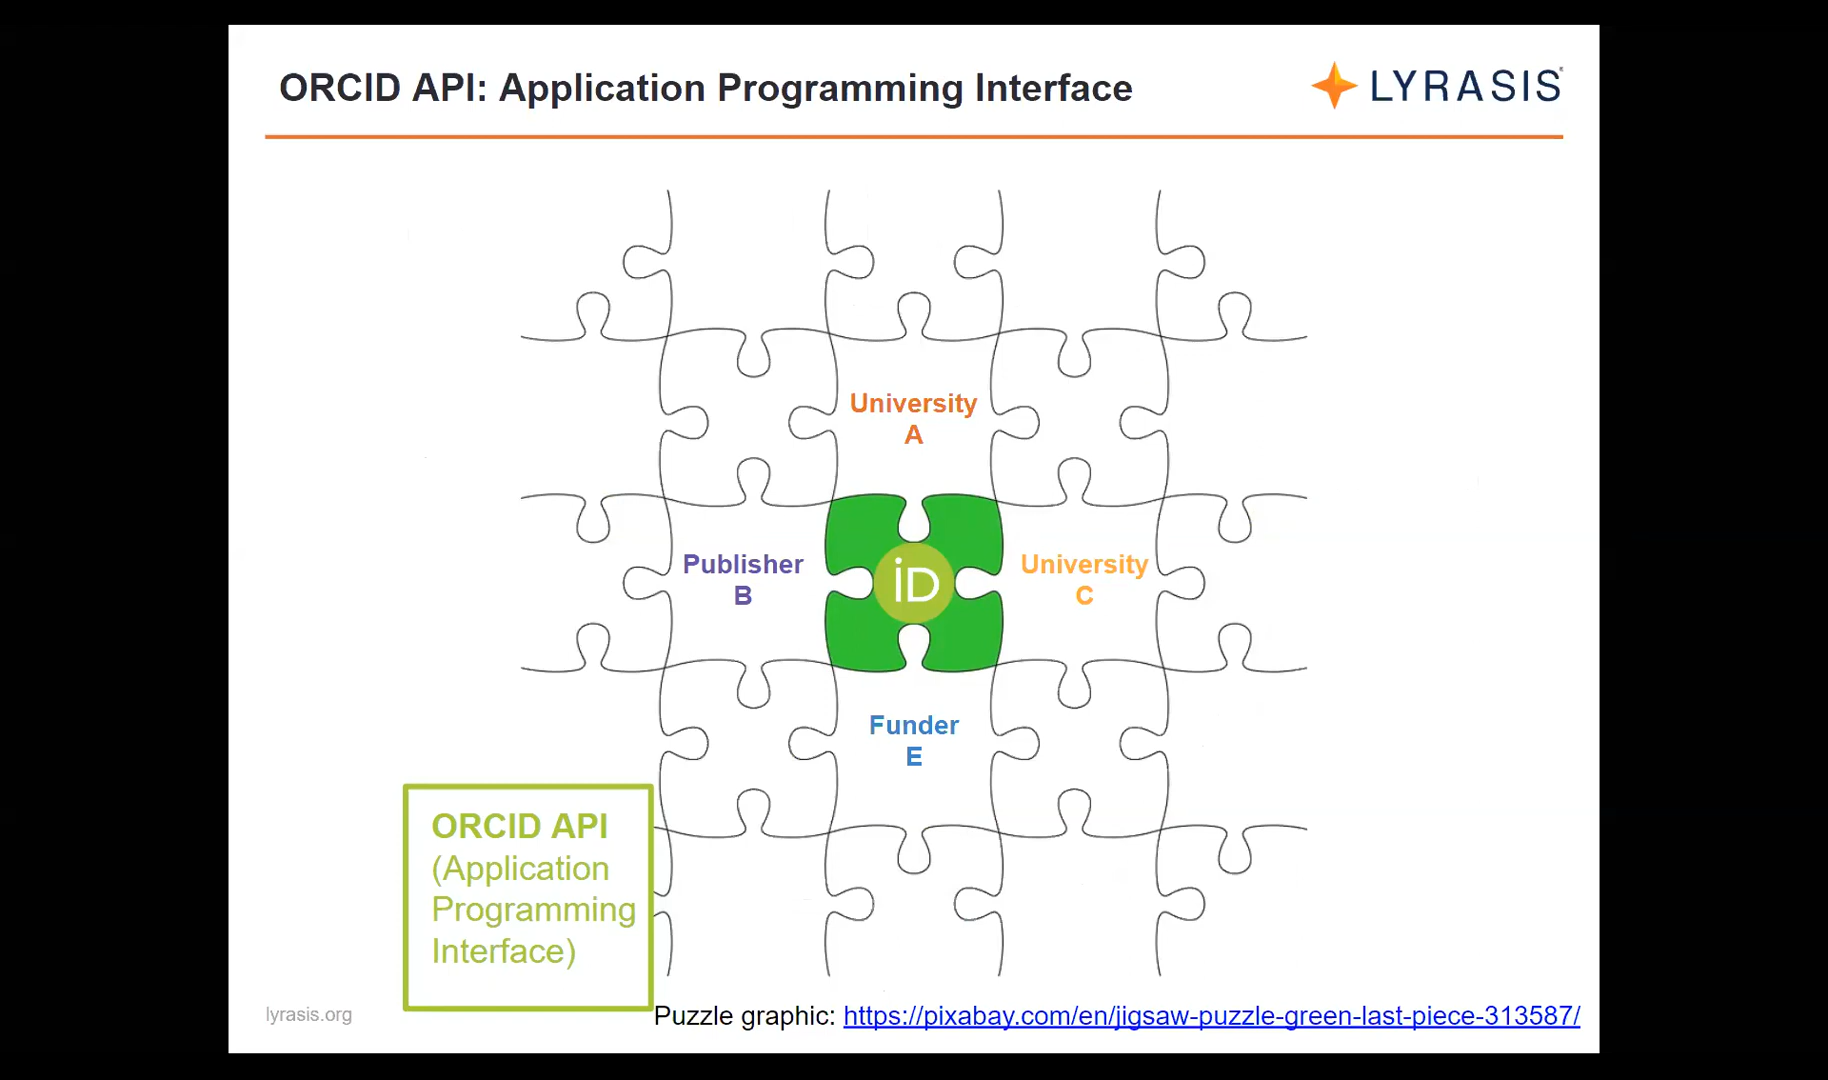 ORCID API: Application Programming Interface
LYRASIS
University
A
Publisher
B
iD
University
C
Funder
E
ORCID API
(Application
Programming
Interface)
lyrasis.org
Puzzle graphic: https://pixabay.com/en/jigsaw-puzzle-green-last-piece-313587/